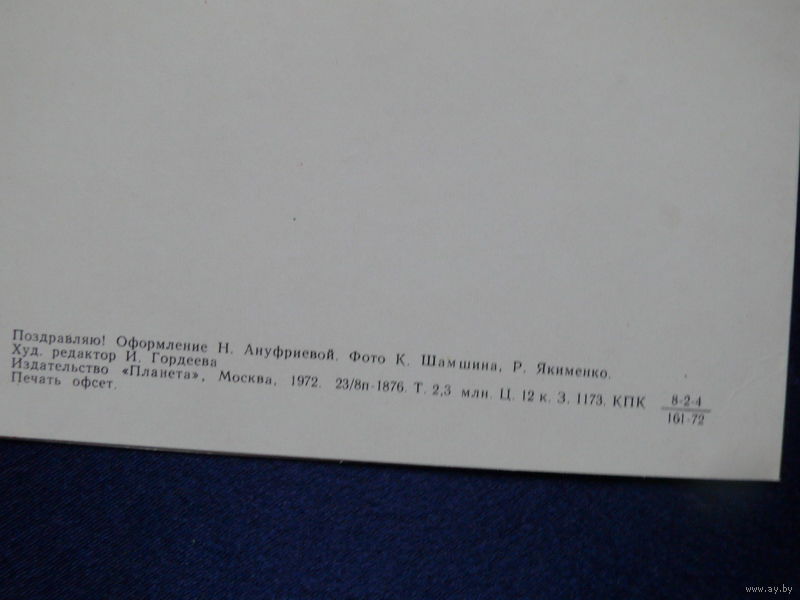 Поздравляю! Оформление Н. Ануфриевой. Фото К. Шамшина, Р. Якименко.
Худ. редактор И. Гордеева
Издательство «Планета», Москва, 1972. 23/8п-1876. Т. 2,3 млн. Ц. 12 к. З. 1173. КПК 8-2-4
161-72
Печать офсет.
www.ay.by